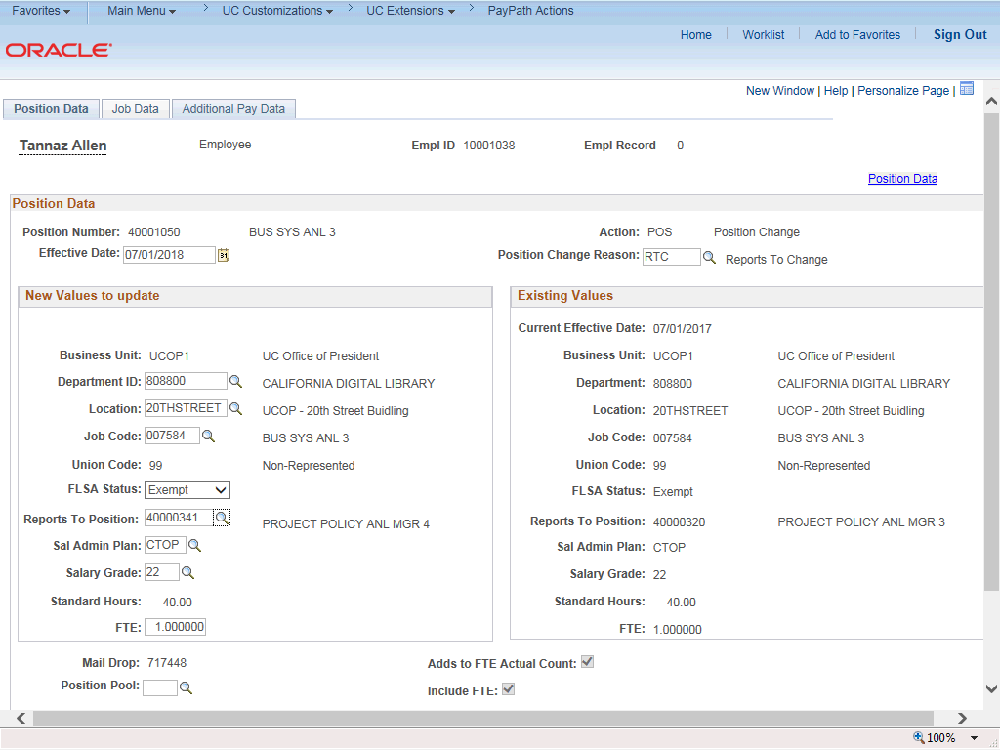 Favorites Main Menu > UC Customizations > UC Extensions > PayPath Actions
Home Worklist Add to Favorites Sign Out
ORACLE
New Window | Help | Personalize Page |
Position Data Job Data Additional Pay Data
Tannaz Allen Employee Empl ID 10001038 Empl Record 0
Position Data
Position Data
Position Number: 40001050 BUS SYS ANL 3 Action: POS Position Change
Effective Date: 07/01/2018 Position Change Reason: RTC Reports To Change
New Values to update
Business Unit: UCOP1 UC Office of President
Department ID: 808800 CALIFORNIA DIGITAL LIBRARY
Location: 20THSTREET UCOP - 20th Street Buidling
Job Code: 007584 BUS SYS ANL 3
Union Code: 99 Non-Represented
FLSA Status: Exempt
Reports To Position: 40000341 PROJECT POLICY ANL MGR 4
Sal Admin Plan: CTOP
Salary Grade: 22
Standard Hours: 40.00
FTE: 1.000000
Existing Values
Current Effective Date: 07/01/2017
Business Unit: UCOP1 UC Office of President
Department: 808800 CALIFORNIA DIGITAL LIBRARY
Location: 20THSTREET UCOP - 20th Street Buidling
Job Code: 007584 BUS SYS ANL 3
Union Code: 99 Non-Represented
FLSA Status: Exempt
Reports To Position: 40000320 PROJECT POLICY ANL MGR 3
Sal Admin Plan: CTOP
Salary Grade: 22
Standard Hours: 40.00
FTE: 1.000000
Mail Drop: 717448 Adds to FTE Actual Count:
Position Pool: Include FTE:
100%